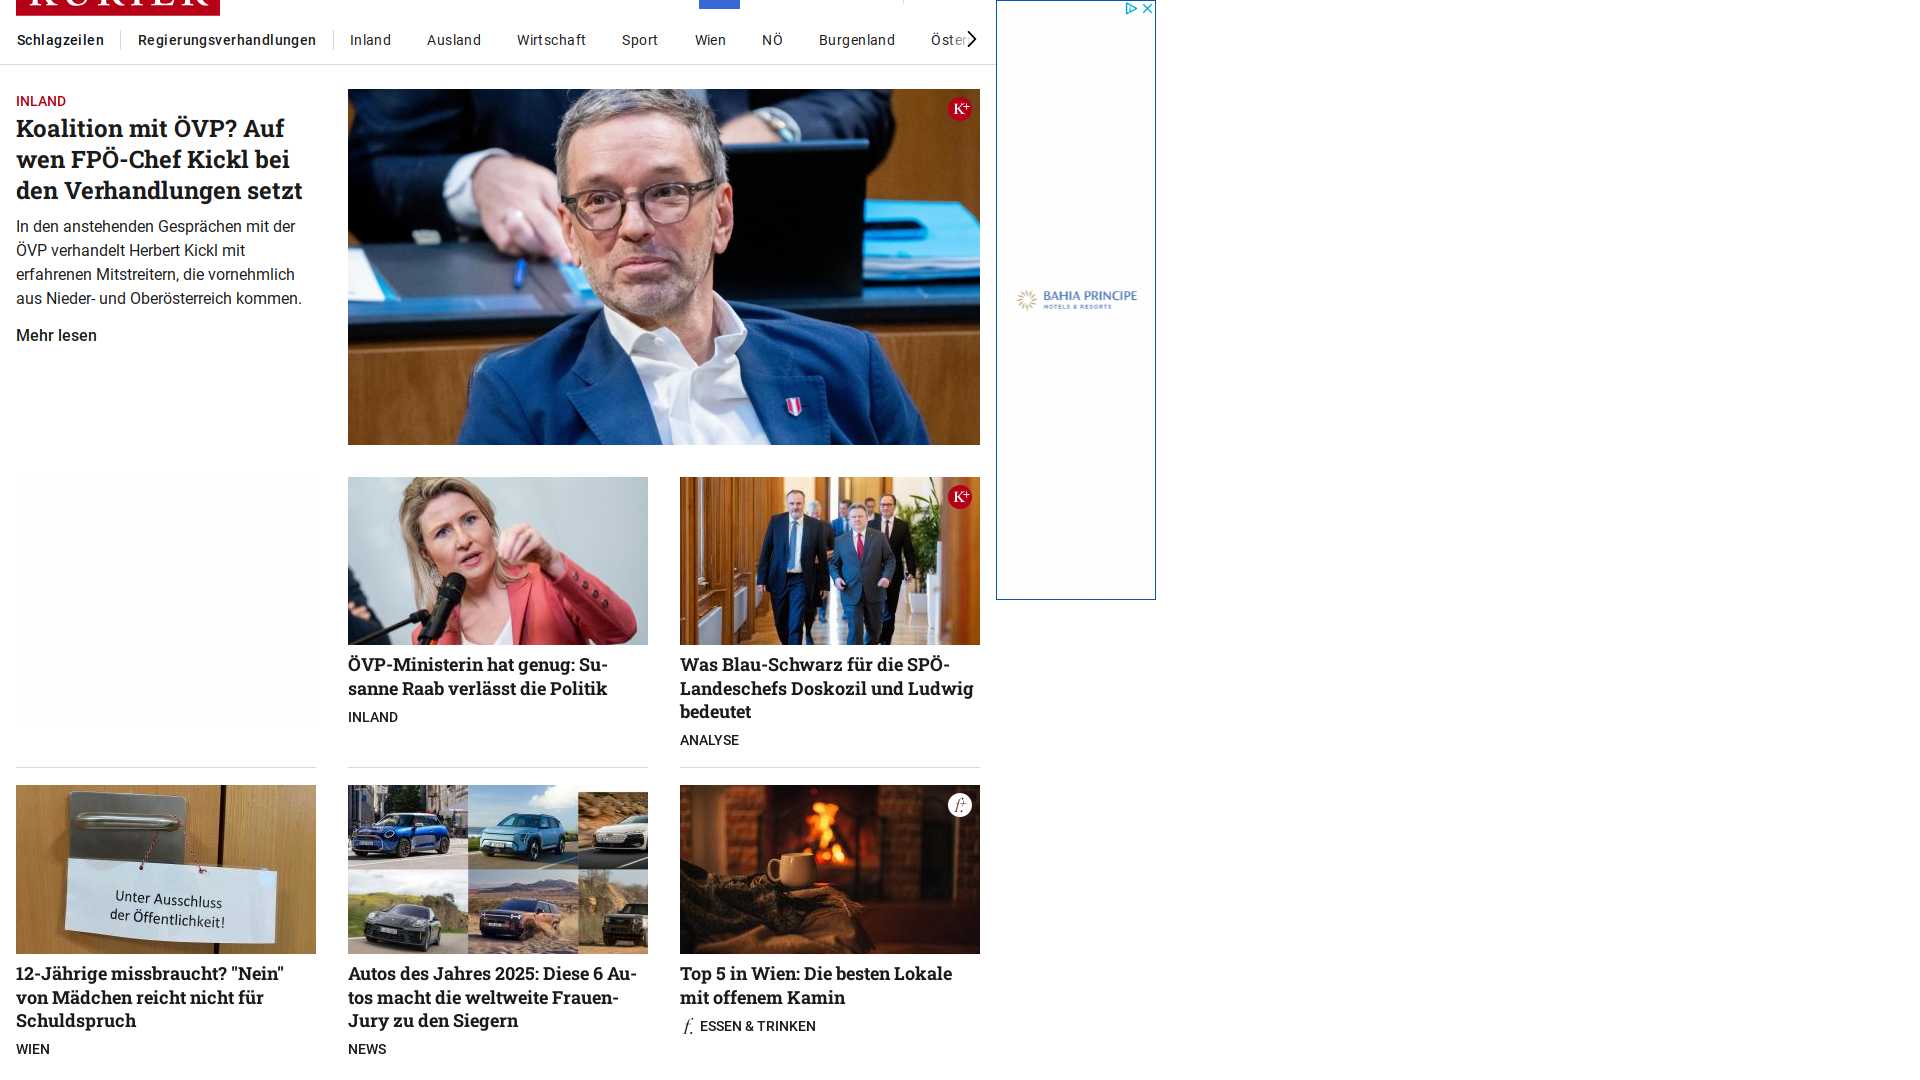 KURIER
Schlagzeilen
Regierungsverhandlungen
Inland
Ausland
Wirtschaft
Sport
Wien
NÖ
Burgenland
Öster
INLAND
Koalition mit ÖVP? Auf
wen FPÖ-Chef Kickl bei
den Verhandlungen setzt
In den anstehenden Gesprächen mit der
ÖVP verhandelt Herbert Kickl mit
erfahrenen Mitstreitern, die vornehmlich
aus Nieder- und Oberösterreich kommen.
Mehr lesen
K+
BAHIA PRINCIPE
HOTELS & RESORTS
ÖVP-Ministerin hat genug: Su-
sanne Raab verlässt die Politik
INLAND
K+
Was Blau-Schwarz für die SPÖ-
Landeschefs Doskozil und Ludwig
bedeutet
ANALYSE
Unter Ausschluss
der Öffentlichkeit!
12-Jährige missbraucht? "Nein"
von Mädchen reicht nicht für
Schuldspruch
WIEN
Autos des Jahres 2025: Diese 6 Au-
tos macht die weltweite Frauen-
Jury zu den Siegern
NEWS
f+
Top 5 in Wien: Die besten Lokale
mit offenem Kamin
f. ESSEN & TRINKEN